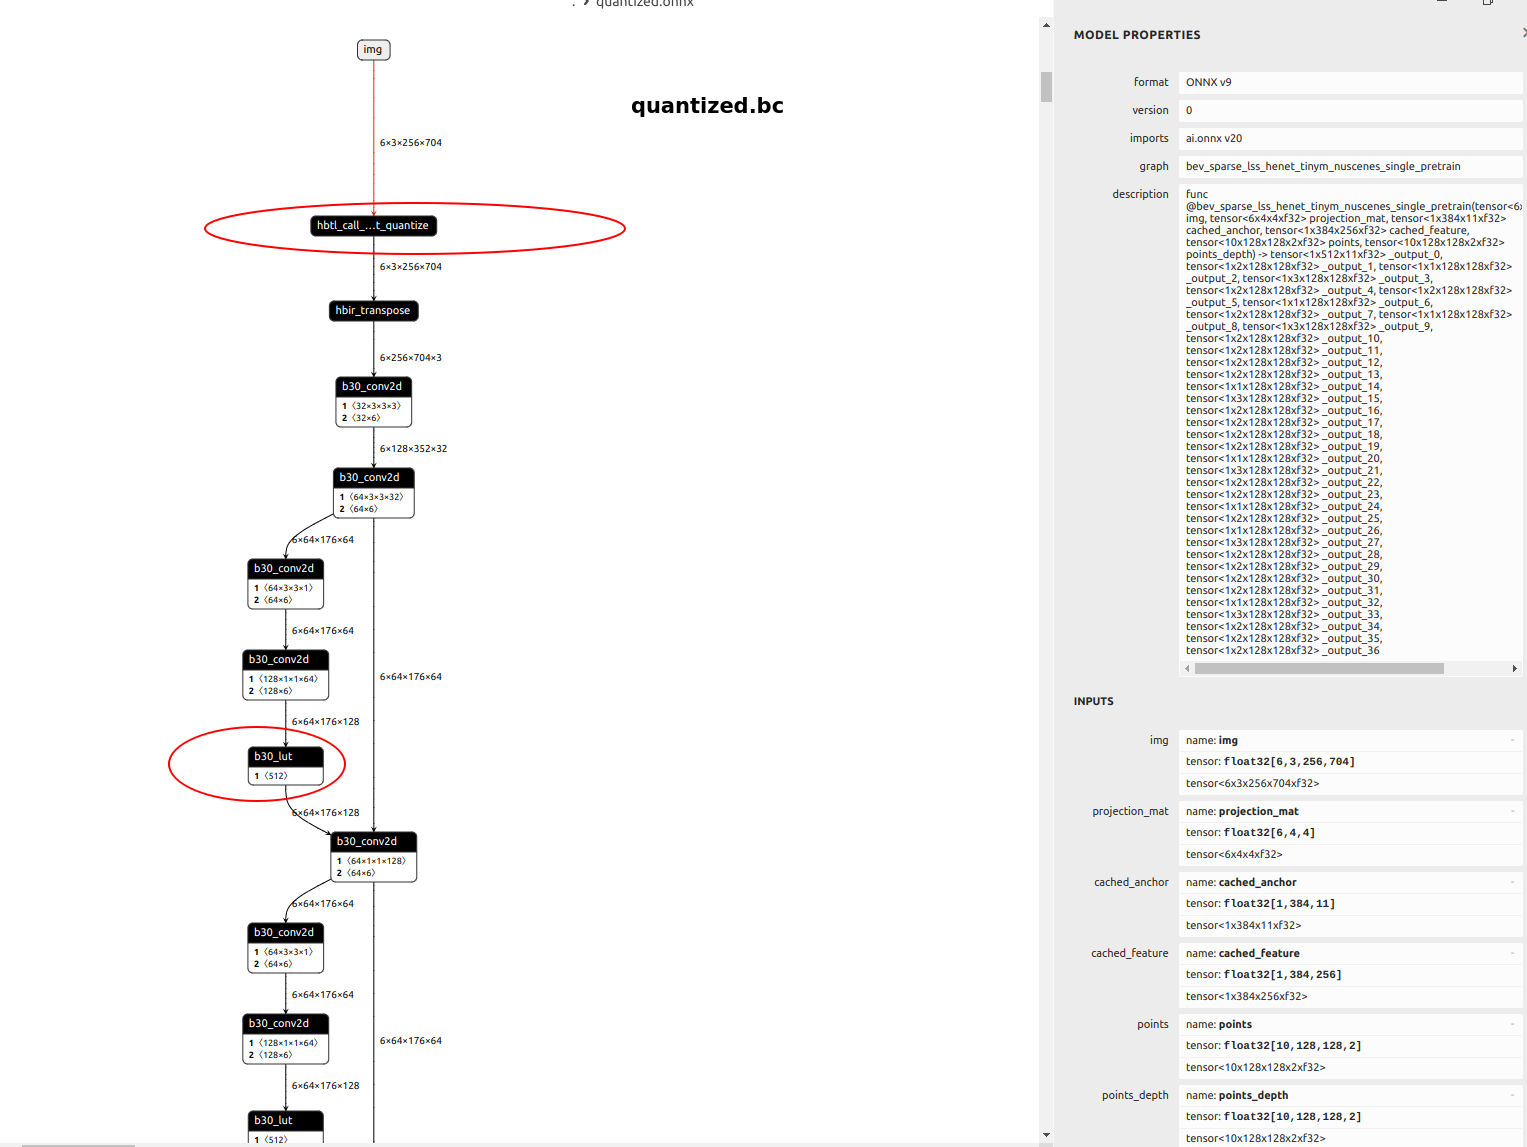 . ❯ quantized.onnx
img
quantized.bc
6×3×256×704
hbtl_call_...t_quantize
6×3×256×704
hbir_transpose
6×256×704×3
b30_conv2d
1 〈32×3×3×3〉
2 〈32×6〉
6×128×352×32
b30_conv2d
1 〈64×3×3×32〉
2 〈64×6〉
6×64×176×64
b30_conv2d
1 〈64×3×3×1〉
2 〈64×6〉
6×64×176×64
b30_conv2d
1 〈128×1×1×64〉
2 〈128×6〉
6×64×176×64
6×64×176×128
b30_lut
1 〈512〉
6×64×176×128
b30_conv2d
1 〈64×1×1×128〉
2 〈64×6〉
6×64×176×64
b30_conv2d
1 〈64×3×3×1〉
2 〈64×6〉
6×64×176×64
b30_conv2d
1 〈128×1×1×64〉
2 〈128×6〉
6×64×176×64
6×64×176×128
b30_lut
1 〈512〉
MODEL PROPERTIES
format ONNX v9
version 0
imports ai.onnx v20
graph bev_sparse_lss_henet_tinym_nuscenes_single_pretrain
description func
@bev_sparse_lss_henet_tinym_nuscenes_single_pretrain(tensor<6x
img, tensor<6x4x4xf32> projection_mat, tensor<1x384x11xf32>
cached_anchor, tensor<1x384x256xf32> cached_feature,
tensor<10x128x128x2xf32> points, tensor<10x128x128x2xf32>
points_depth) -> tensor<1x512x11xf32> _output_0,
tensor<1x2x128x128xf32> _output_1, tensor<1x1x128x128xf32>
_output_2, tensor<1x3x128x128xf32> _output_3,
tensor<1x2x128x128xf32> _output_4, tensor<1x2x128x128xf32>
_output_5, tensor<1x1x128x128xf32> _output_6,
tensor<1x2x128x128xf32> _output_7, tensor<1x1x128x128xf32>
_output_8, tensor<1x3x128x128xf32> _output_9,
tensor<1x2x128x128xf32> _output_10,
tensor<1x2x128x128xf32> _output_11,
tensor<1x2x128x128xf32> _output_12,
tensor<1x2x128x128xf32> _output_13,
tensor<1x1x128x128xf32> _output_14,
tensor<1x3x128x128xf32> _output_15,
tensor<1x2x128x128xf32> _output_16,
tensor<1x2x128x128xf32> _output_17,
tensor<1x2x128x128xf32> _output_18,
tensor<1x2x128x128xf32> _output_19,
tensor<1x1x128x128xf32> _output_20,
tensor<1x3x128x128xf32> _output_21,
tensor<1x2x128x128xf32> _output_22,
tensor<1x2x128x128xf32> _output_23,
tensor<1x1x128x128xf32> _output_24,
tensor<1x2x128x128xf32> _output_25,
tensor<1x1x128x128xf32> _output_26,
tensor<1x3x128x128xf32> _output_27,
tensor<1x2x128x128xf32> _output_28,
tensor<1x2x128x128xf32> _output_29,
tensor<1x2x128x128xf32> _output_30,
tensor<1x2x128x128xf32> _output_31,
tensor<1x1x128x128xf32> _output_32,
tensor<1x3x128x128xf32> _output_33,
tensor<1x2x128x128xf32> _output_34,
tensor<1x2x128x128xf32> _output_35,
tensor<1x2x128x128xf32> _output_36
INPUTS
img name: img -
tensor: float32[6,3,256,704]
tensor<6x3x256x704xf32>
projection_mat name: projection_mat -
tensor: float32[6,4,4]
tensor<6x4x4xf32>
cached_anchor name: cached_anchor -
tensor: float32[1,384,11]
tensor<1x384x11xf32>
cached_feature name: cached_feature -
tensor: float32[1,384,256]
tensor<1x384x256xf32>
points name: points -
tensor: float32[10,128,128,2]
tensor<10x128x128x2xf32>
points_depth name: points_depth -
tensor: float32[10,128,128,2]
tensor<10x128x128x2xf32>